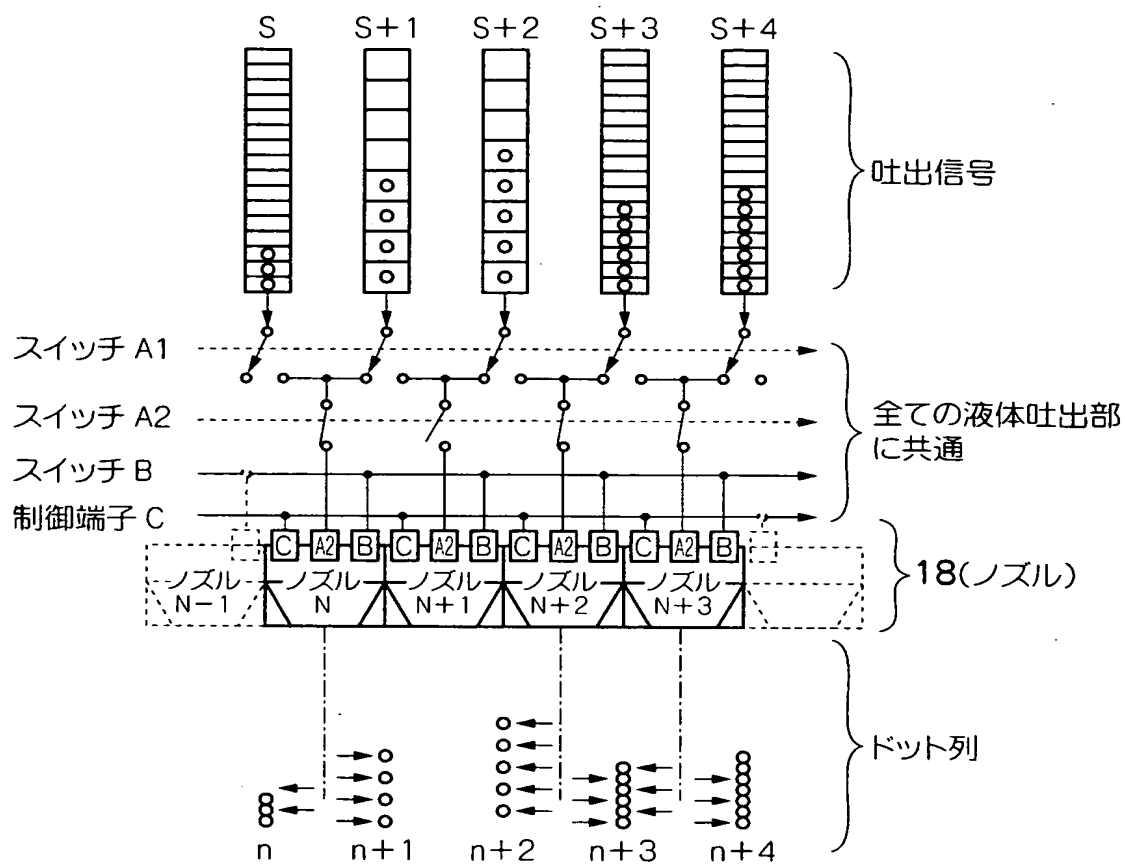 S S+1 S+2 S+3 S+4
吐出信号
スイッチ A1
スイッチ A2
全ての液体吐出部
に共通
スイッチ B
制御端子 C
C A2 B C A2 B C A2 B C A2 B
ノズル ノズル ノズル ノズル ノズル
N-1 N N+1 N+2 N+3
18(ノズル)
ドット列
n n+1 n+2 n+3 n+4